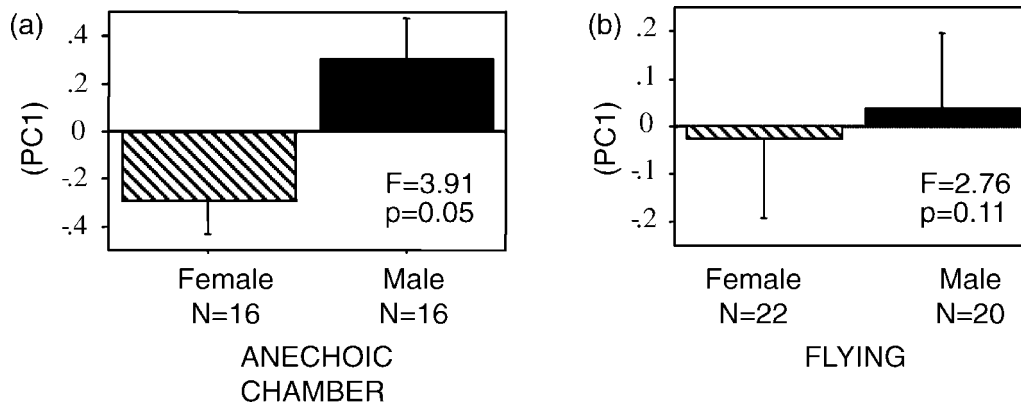 (a)
(PC1)
.4
.2
0
-.2
-.4
F=3.91
p=0.05
Female Male
N=16 N=16
ANECHOIC
CHAMBER
(b)
(PC1)
.2
.1
0
-.1
-.2
F=2.76
p=0.11
Female Male
N=22 N=20
FLYING